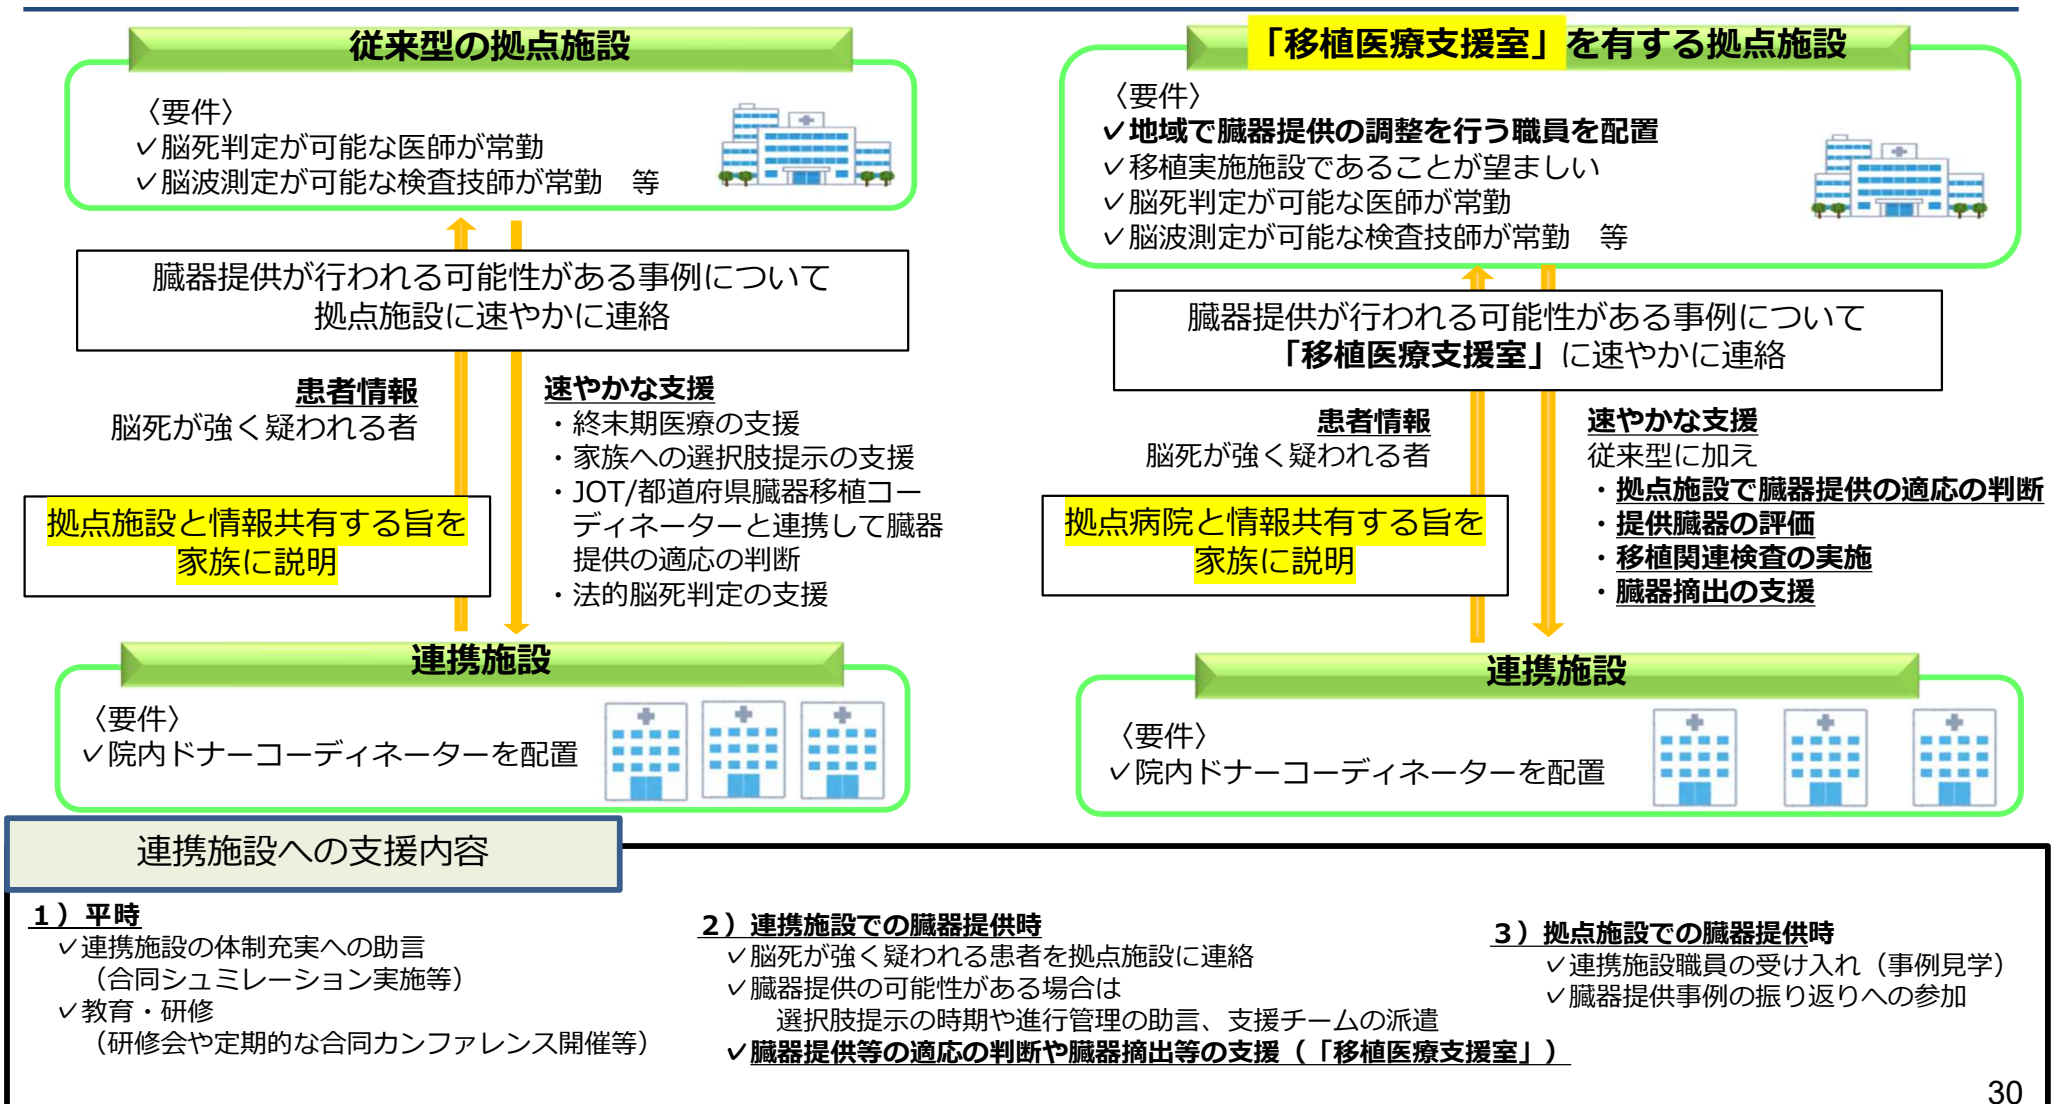 従来型の拠点施設
〈要件〉
✓脳死判定が可能な医師が常勤
✓脳波測定が可能な検査技師が常勤　等
臓器提供が行われる可能性がある事例について
拠点施設に速やかに連絡
患者情報
脳死が強く疑われる者
拠点施設と情報共有する旨を
家族に説明
速やかな支援
・終末期医療の支援
・家族への選択肢提示の支援
・JOT/都道府県臓器移植コー
ディネーターと連携して臓器
提供の適応の判断
・法的脳死判定の支援
連携施設
〈要件〉
✓院内ドナーコーディネーターを配置
「移植医療支援室」を有する拠点施設
〈要件〉
✓地域で臓器提供の調整を行う職員を配置
✓移植実施施設であることが望ましい
✓脳死判定が可能な医師が常勤
✓脳波測定が可能な検査技師が常勤　等
臓器提供が行われる可能性がある事例について
「移植医療支援室」に速やかに連絡
患者情報
脳死が強く疑われる者
拠点病院と情報共有する旨を
家族に説明
速やかな支援
従来型に加え
・拠点施設で臓器提供の適応の判断
・提供臓器の評価
・移植関連検査の実施
・臓器摘出の支援
連携施設
〈要件〉
✓院内ドナーコーディネーターを配置
連携施設への支援内容
１）平時
✓連携施設の体制充実への助言
（合同シュミレーション実施等）
✓教育・研修
（研修会や定期的な合同カンファレンス開催等）
２）連携施設での臓器提供時
✓脳死が強く疑われる患者を拠点施設に連絡
✓臓器提供の可能性がある場合は
選択肢提示の時期や進行管理の助言、支援チームの派遣
✓臓器提供等の適応の判断や臓器摘出等の支援（「移植医療支援室」）
３）拠点施設での臓器提供時
✓連携施設職員の受け入れ（事例見学）
✓臓器提供事例の振り返りへの参加
30